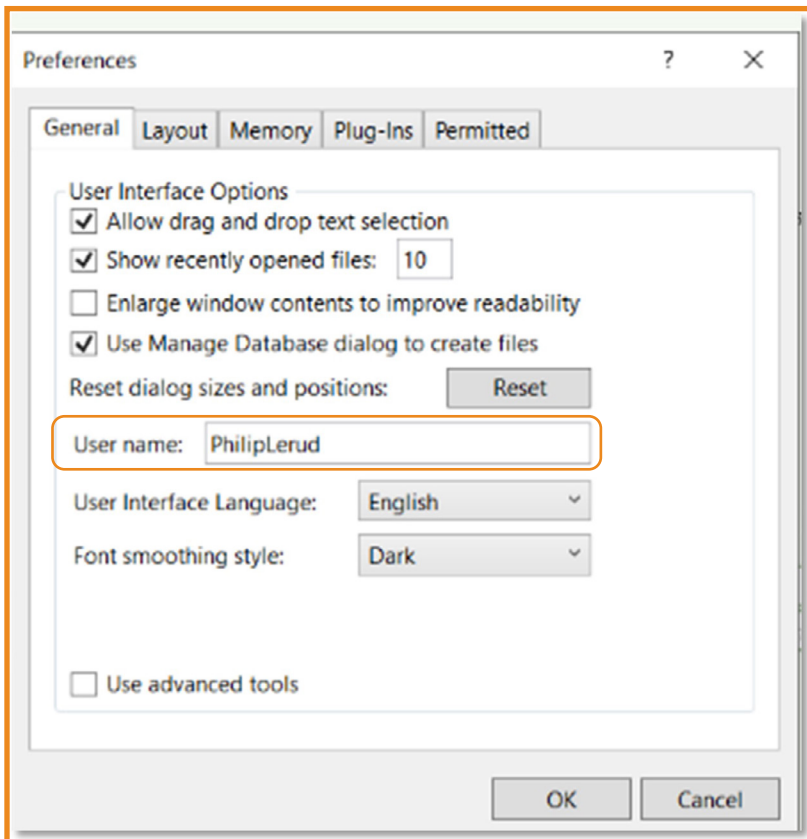 Preferences ?
General Layout Memory Plug-Ins Permitted
User Interface Options
Allow drag and drop text selection
Show recently opened files: 10
Enlarge window contents to improve readability
Use Manage Database dialog to create files
Reset dialog sizes and positions: Reset
User name: PhilipLerud
User Interface Language: English
Font smoothing style: Dark
Use advanced tools
OK Cancel